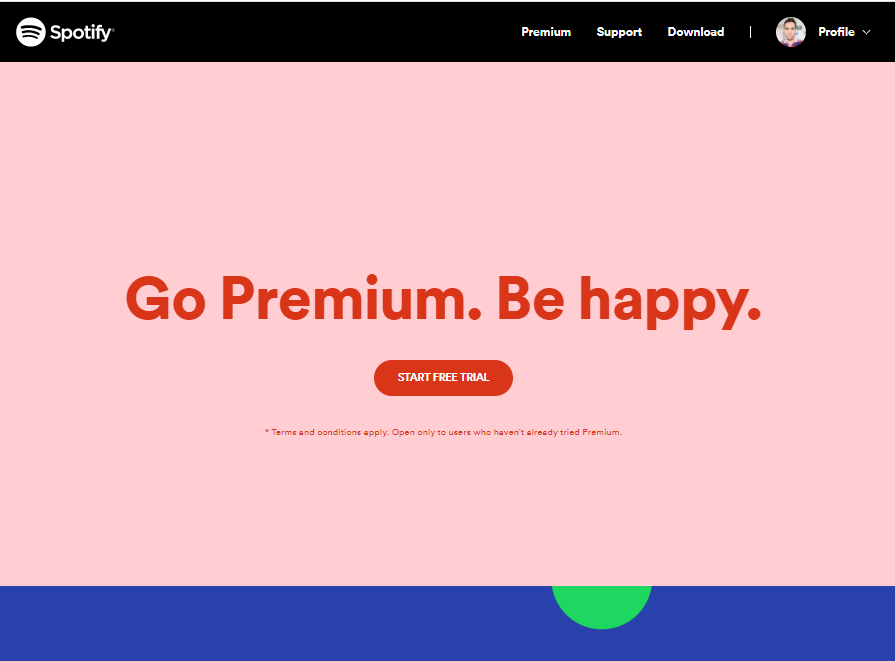 Spotify®
Premium Support Download | Profile
Go Premium. Be happy.
START FREE TRIAL
* Terms and conditions apply. Open only to users who haven't already tried Premium.